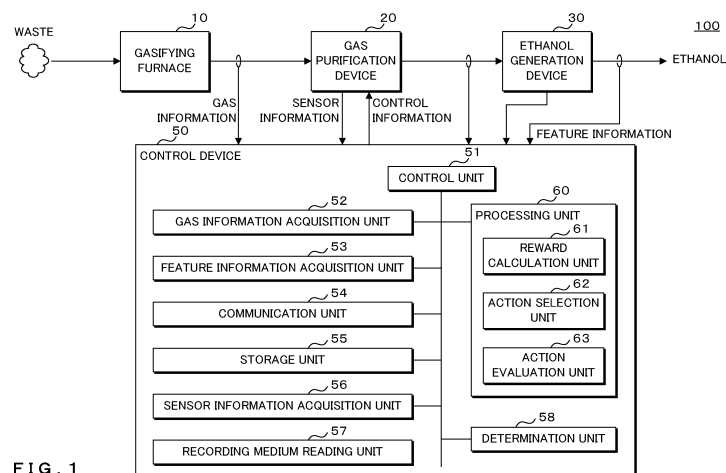 10
20
30
100
WASTE
GASIFYING
FURNACE
GAS
PURIFICATION
DEVICE
ETHANOL
GENERATION
DEVICE
ETHANOL
GAS
INFORMATION
SENSOR
INFORMATION
CONTROL
INFORMATION
FEATURE INFORMATION
50
CONTROL DEVICE
51
CONTROL UNIT
52
GAS INFORMATION ACQUISITION UNIT
53
FEATURE INFORMATION ACQUISITION UNIT
54
COMMUNICATION UNIT
55
STORAGE UNIT
56
SENSOR INFORMATION ACQUISITION UNIT
57
RECORDING MEDIUM READING UNIT
60
PROCESSING UNIT
61
REWARD
CALCULATION UNIT
62
ACTION SELECTION
UNIT
63
ACTION
EVALUATION UNIT
58
DETERMINATION UNIT
FIG. 1